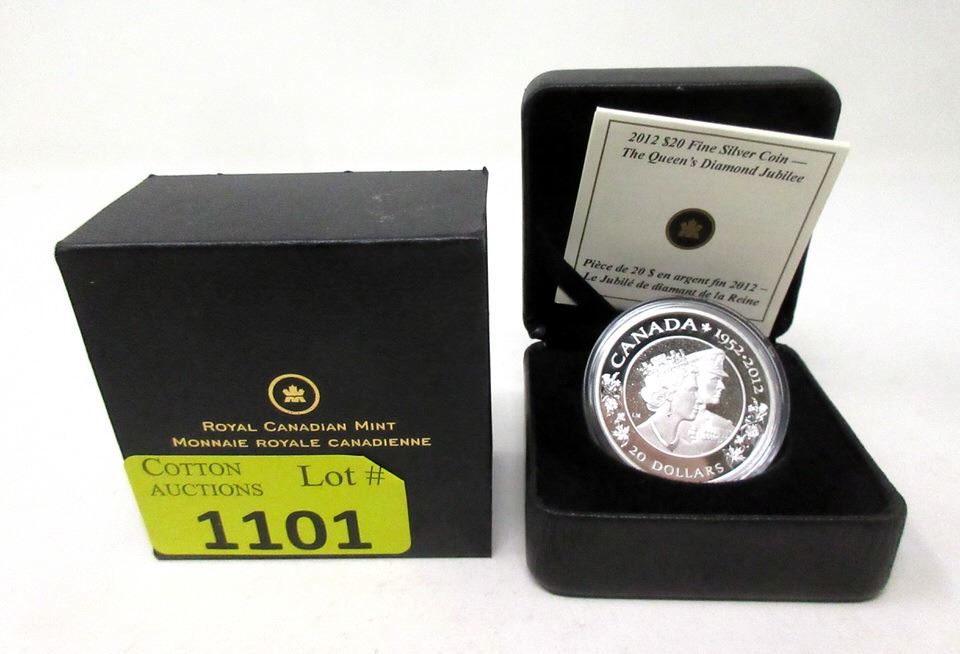 ROYAL CANADIAN MINT
MONNAIE ROYALE CANADIENNE
COTTON
AUCTIONS
Lot #
1101
2012 $20 Fine Silver Coin —
The Queen's Diamond Jubilee
Pièce de 20 $ en argent fin 2012 –
Le Jubilé de diamant de la Reine
CANADA 1952·2012
20 DOLLARS